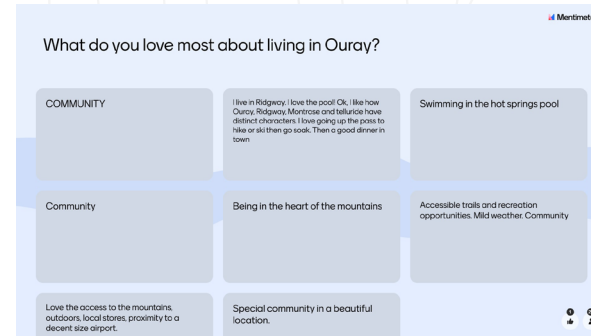 Mentimeter
What do you love most about living in Ouray?
COMMUNITY
I live in Ridgway. I love the pool! Ok, I like how
Ouray, Ridgway, Montrose and telluride have
distinct characters. I love going up the pass to
hike or ski then go soak. Then a good dinner in
town
Swimming in the hot springs pool
Community
Being in the heart of the mountains
Accessible trails and recreation
opportunities. Mild weather. Community
Love the access to the mountains,
outdoors, local stores, proximity to a
decent size airport.
Special community in a beautiful
location.